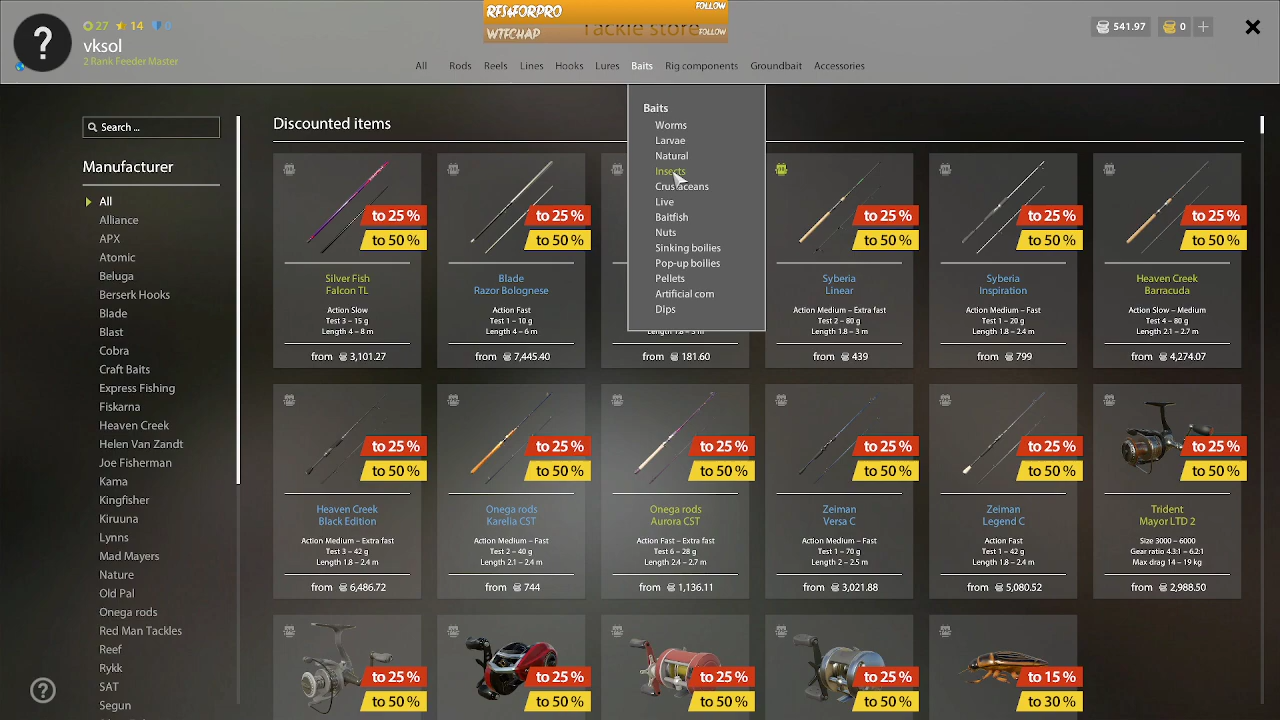 27 14 0
vksol
2 Rank Feeder Master
RFS4FORPRO FOLLOW
WTFCHAP FOLLOW
Tackle store
541.97 0 +
All Rods Reels Lines Hooks Lures Baits Rig components Groundbait Accessories
Baits
Worms
Larvae
Natural
Insects
Crustaceans
Live
Baitfish
Nuts
Sinking boilies
Pop-up boilies
Pellets
Artificial corn
Dips
Search ...
Manufacturer
All
Alliance
APX
Atomic
Beluga
Berserk Hooks
Blade
Blast
Cobra
Craft Baits
Express Fishing
Fiskarna
Heaven Creek
Helen Van Zandt
Joe Fisherman
Kama
Kingfisher
Kiruuna
Lynns
Mad Mayers
Nature
Old Pal
Onega rods
Red Man Tackles
Reef
Rykk
SAT
Segun
Discounted items
to 25 %
to 50 %
Silver Fish
Falcon TL
Action Slow
Test 3 – 15 g
Length 4 – 8 m
from 3,101.27
to 25 %
to 50 %
Blade
Razor Bolognese
Action Fast
Test 1 – 10 g
Length 4 – 6 m
from 7,445.40
Length 1.8 – 3 m
from 181.60
to 25 %
to 50 %
Syberia
Linear
Action Medium – Extra fast
Test 2 – 80 g
Length 1.8 – 3 m
from 439
to 25 %
to 50 %
Syberia
Inspiration
Action Medium – Fast
Test 1 – 20 g
Length 1.8 – 2.4 m
from 799
to 25 %
to 50 %
Heaven Creek
Barracuda
Action Slow – Medium
Test 4 – 80 g
Length 2.1 – 2.7 m
from 4,274.07
to 25 %
to 50 %
Heaven Creek
Black Edition
Action Medium – Extra fast
Test 3 – 42 g
Length 1.8 – 2.4 m
from 6,486.72
to 25 %
to 50 %
Onega rods
Karelia CST
Action Medium – Fast
Test 2 – 40 g
Length 2.1 – 2.4 m
from 744
to 25 %
to 50 %
Onega rods
Aurora CST
Action Fast – Extra fast
Test 6 – 28 g
Length 2.4 – 2.7 m
from 1,136.11
to 25 %
to 50 %
Zeiman
Versa C
Action Medium – Fast
Test 1 – 70 g
Length 2 – 2.5 m
from 3,021.88
to 25 %
to 50 %
Zeiman
Legend C
Action Fast
Test 1 – 42 g
Length 1.8 – 2.4 m
from 5,080.52
to 25 %
to 50 %
Trident
Mayor LTD 2
Size 3000 – 6000
Gear ratio 4.3:1 – 6.2:1
Max drag 14 – 19 kg
from 2,988.50
to 25 %
to 50 %
to 25 %
to 50 %
to 25 %
to 50 %
to 25 %
to 50 %
to 15 %
to 30 %